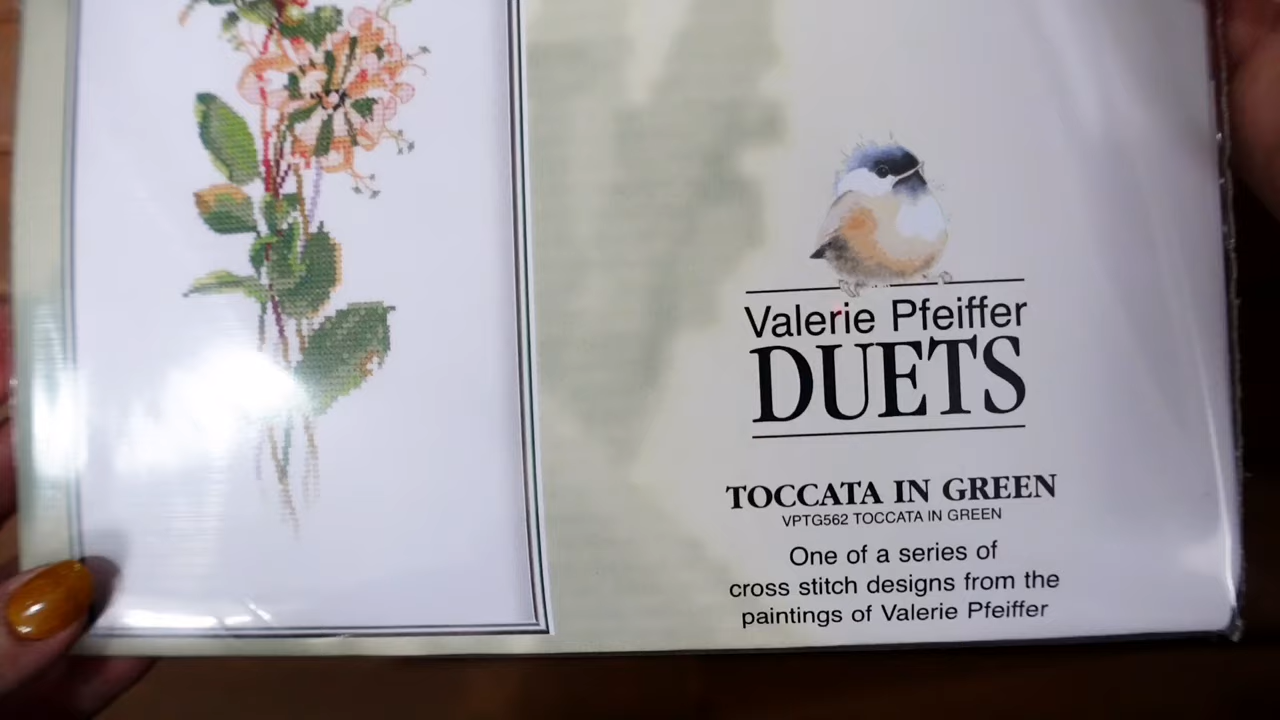 Valerie Pfeiffer
DUETS
TOCCATA IN GREEN
VPTG562 TOCCATA IN GREEN
One of a series of
cross stitch designs from the
paintings of Valerie Pfeiffer